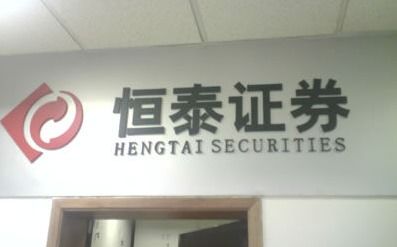 恒泰证券
HENGTAI SECURITIES